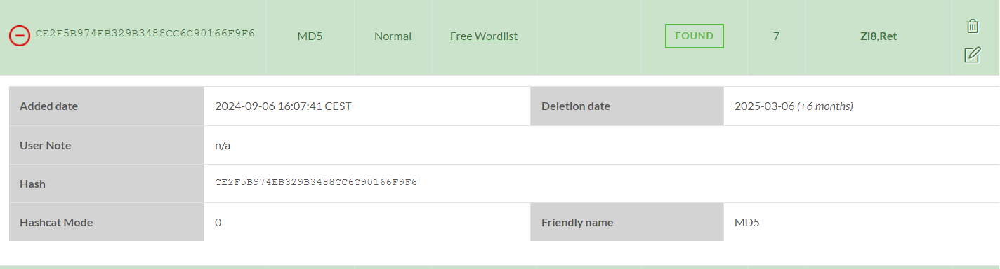 CE2F5B974EB329B3488CC6C90166F9F6 MD5 Normal Free Wordlist FOUND 7 Zi8,Ret
Added date 2024-09-06 16:07:41 CEST Deletion date 2025-03-06 (+6 months)
User Note n/a
Hash CE2F5B974EB329B3488CC6C90166F9F6
Hashcat Mode 0 Friendly name MD5